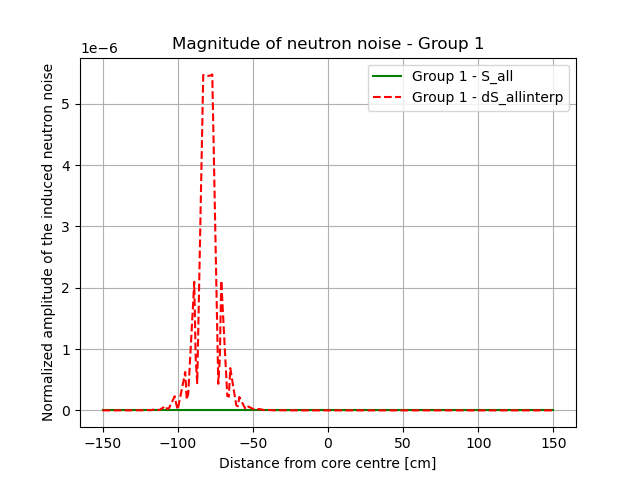 Magnitude of neutron noise - Group 1
1e−6
Normalized amplitude of the induced neutron noise
5
4
3
2
1
0
Group 1 - S_all
Group 1 - dS_allinterp
−150 −100 −50 0 50 100 150
Distance from core centre [cm]